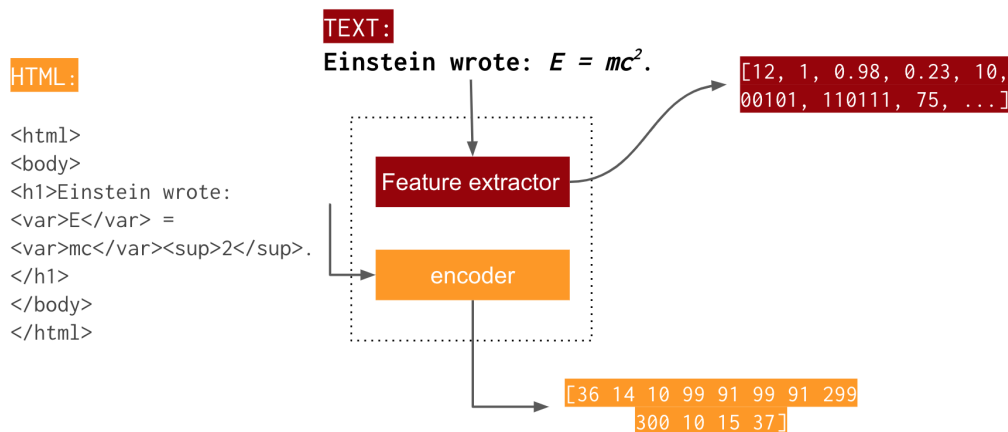 TEXT:
Einstein wrote: E = mc².
HTML:
<html>
<body>
<h1>Einstein wrote:
<var>E</var> =
<var>mc</var><sup>2</sup>.
</h1>
</body>
</html>
Feature extractor
encoder
[12, 1, 0.98, 0.23, 10,
00101, 110111, 75, ...]
[36 14 10 99 91 99 91 299
300 10 15 37]